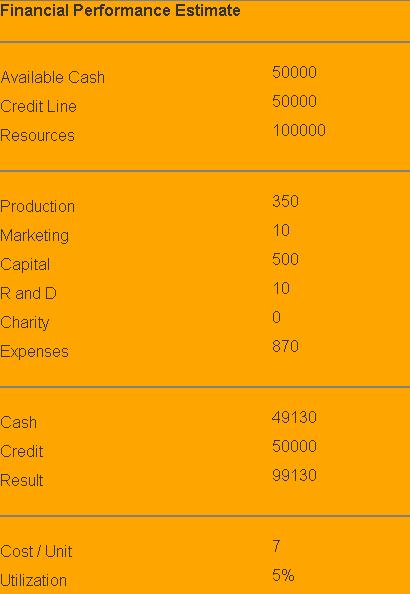 Financial Performance Estimate
Available Cash 50000
Credit Line 50000
Resources 100000
Production 350
Marketing 10
Capital 500
R and D 10
Charity 0
Expenses 870
Cash 49130
Credit 50000
Result 99130
Cost / Unit 7
Utilization 5%